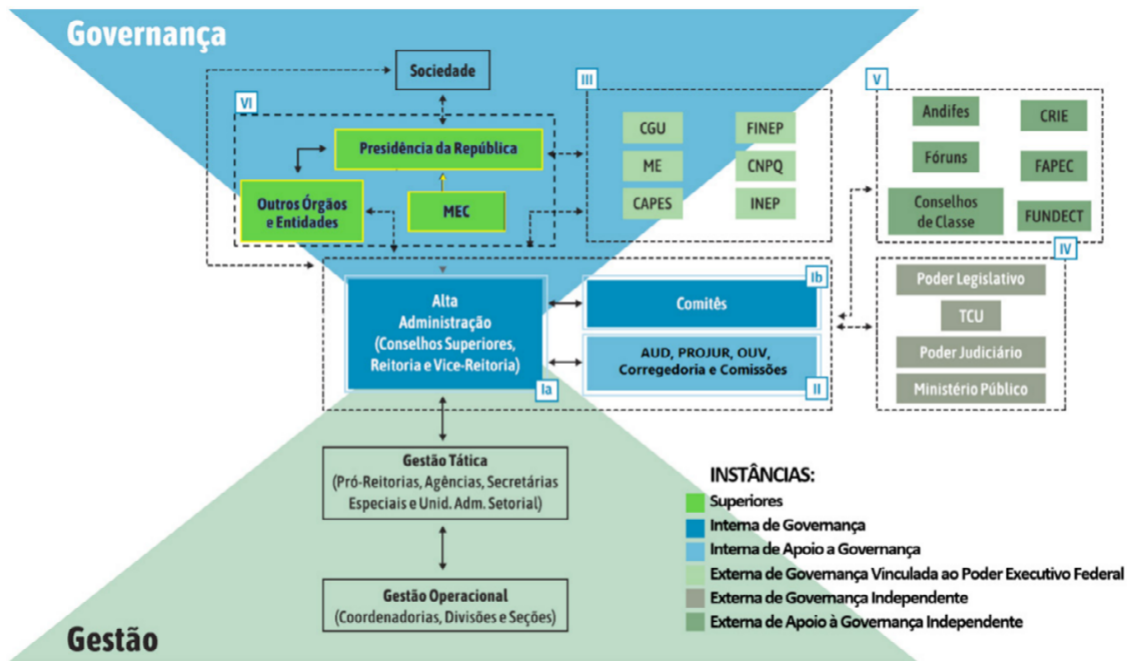 Governança
Sociedade
VI
Presidência da República
Outros Órgãos
e Entidades
MEC
III
CGU
FINEP
ME
CNPQ
CAPES
INEP
V
Andifes
CRIE
Fóruns
FAPEC
Conselhos
de Classe
FUNDECT
IV
Poder Legislativo
TCU
Poder Judiciário
Ministério Público
Alta
Administração
(Conselhos Superiores,
Reitoria e Vice-Reitoria)
Ia
Ib
Comitês
AUD, PROJUR, OUV,
Corregedoria e Comissões
II
Gestão Tática
(Pró-Reitorias, Agências, Secretárias
Especiais e Unid. Adm. Setorial)
Gestão Operacional
(Coordenadorias, Divisões e Seções)
Gestão
INSTÂNCIAS:
Superiores
Interna de Governança
Interna de Apoio a Governança
Externa de Governança Vinculada ao Poder Executivo Federal
Externa de Governança Independente
Externa de Apoio à Governança Independente